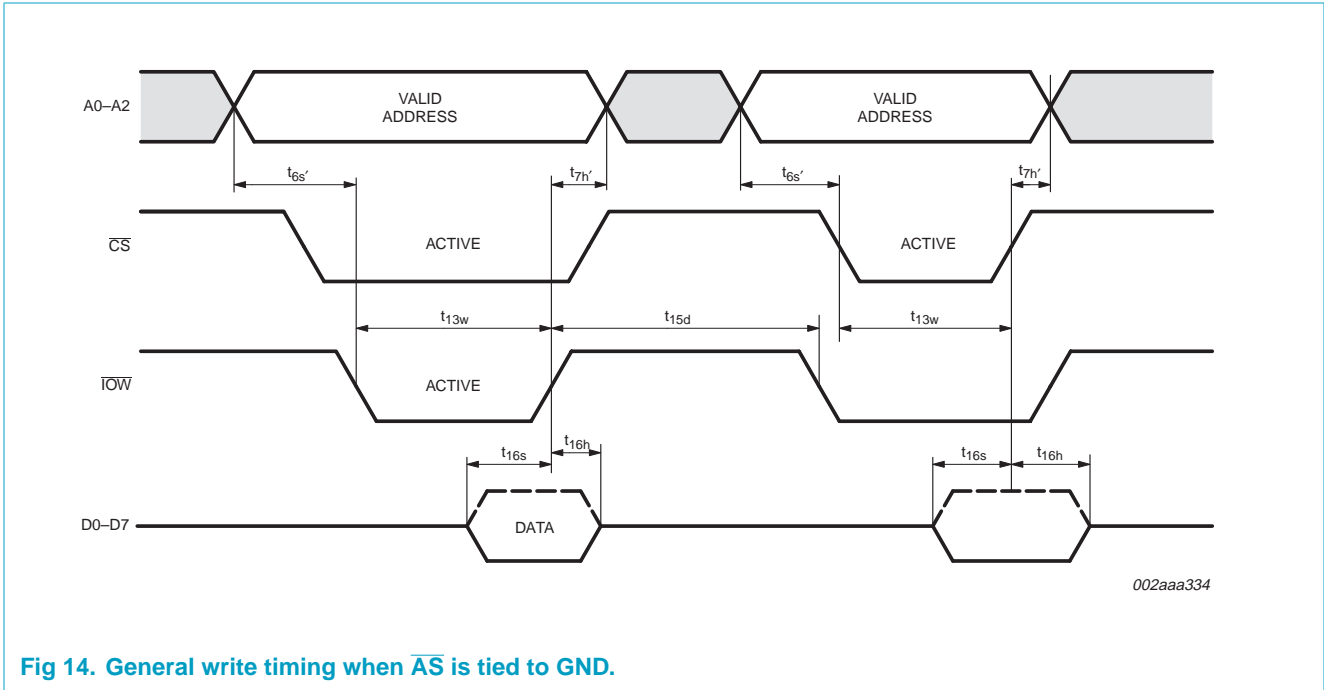 A0–A2
VALID
ADDRESS
VALID
ADDRESS
t6s′
t7h′
t6s′
t7h′
CS
ACTIVE
ACTIVE
t13w
t15d
t13w
IOW
ACTIVE
t16s
t16h
t16s
t16h
D0–D7
DATA
002aaa334
Fig 14. General write timing when AS is tied to GND.